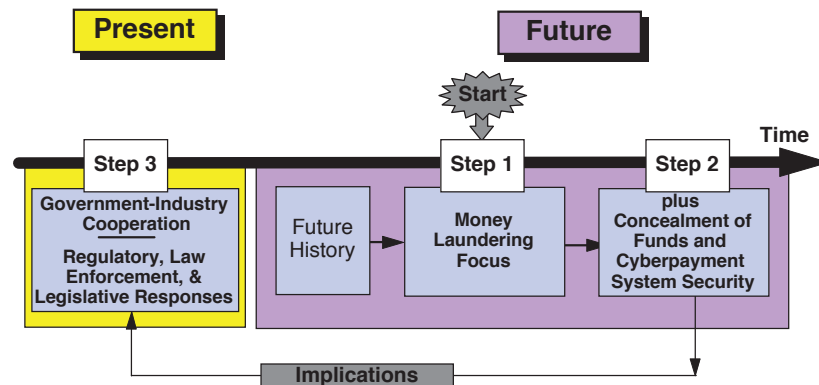 Present
Future
Start
Time
Step 3
Step 1
Step 2
Government-Industry
Cooperation
Regulatory, Law
Enforcement, &
Legislative Responses
Future
History
Money
Laundering
Focus
plus
Concealment of
Funds and
Cyberpayment
System Security
Implications